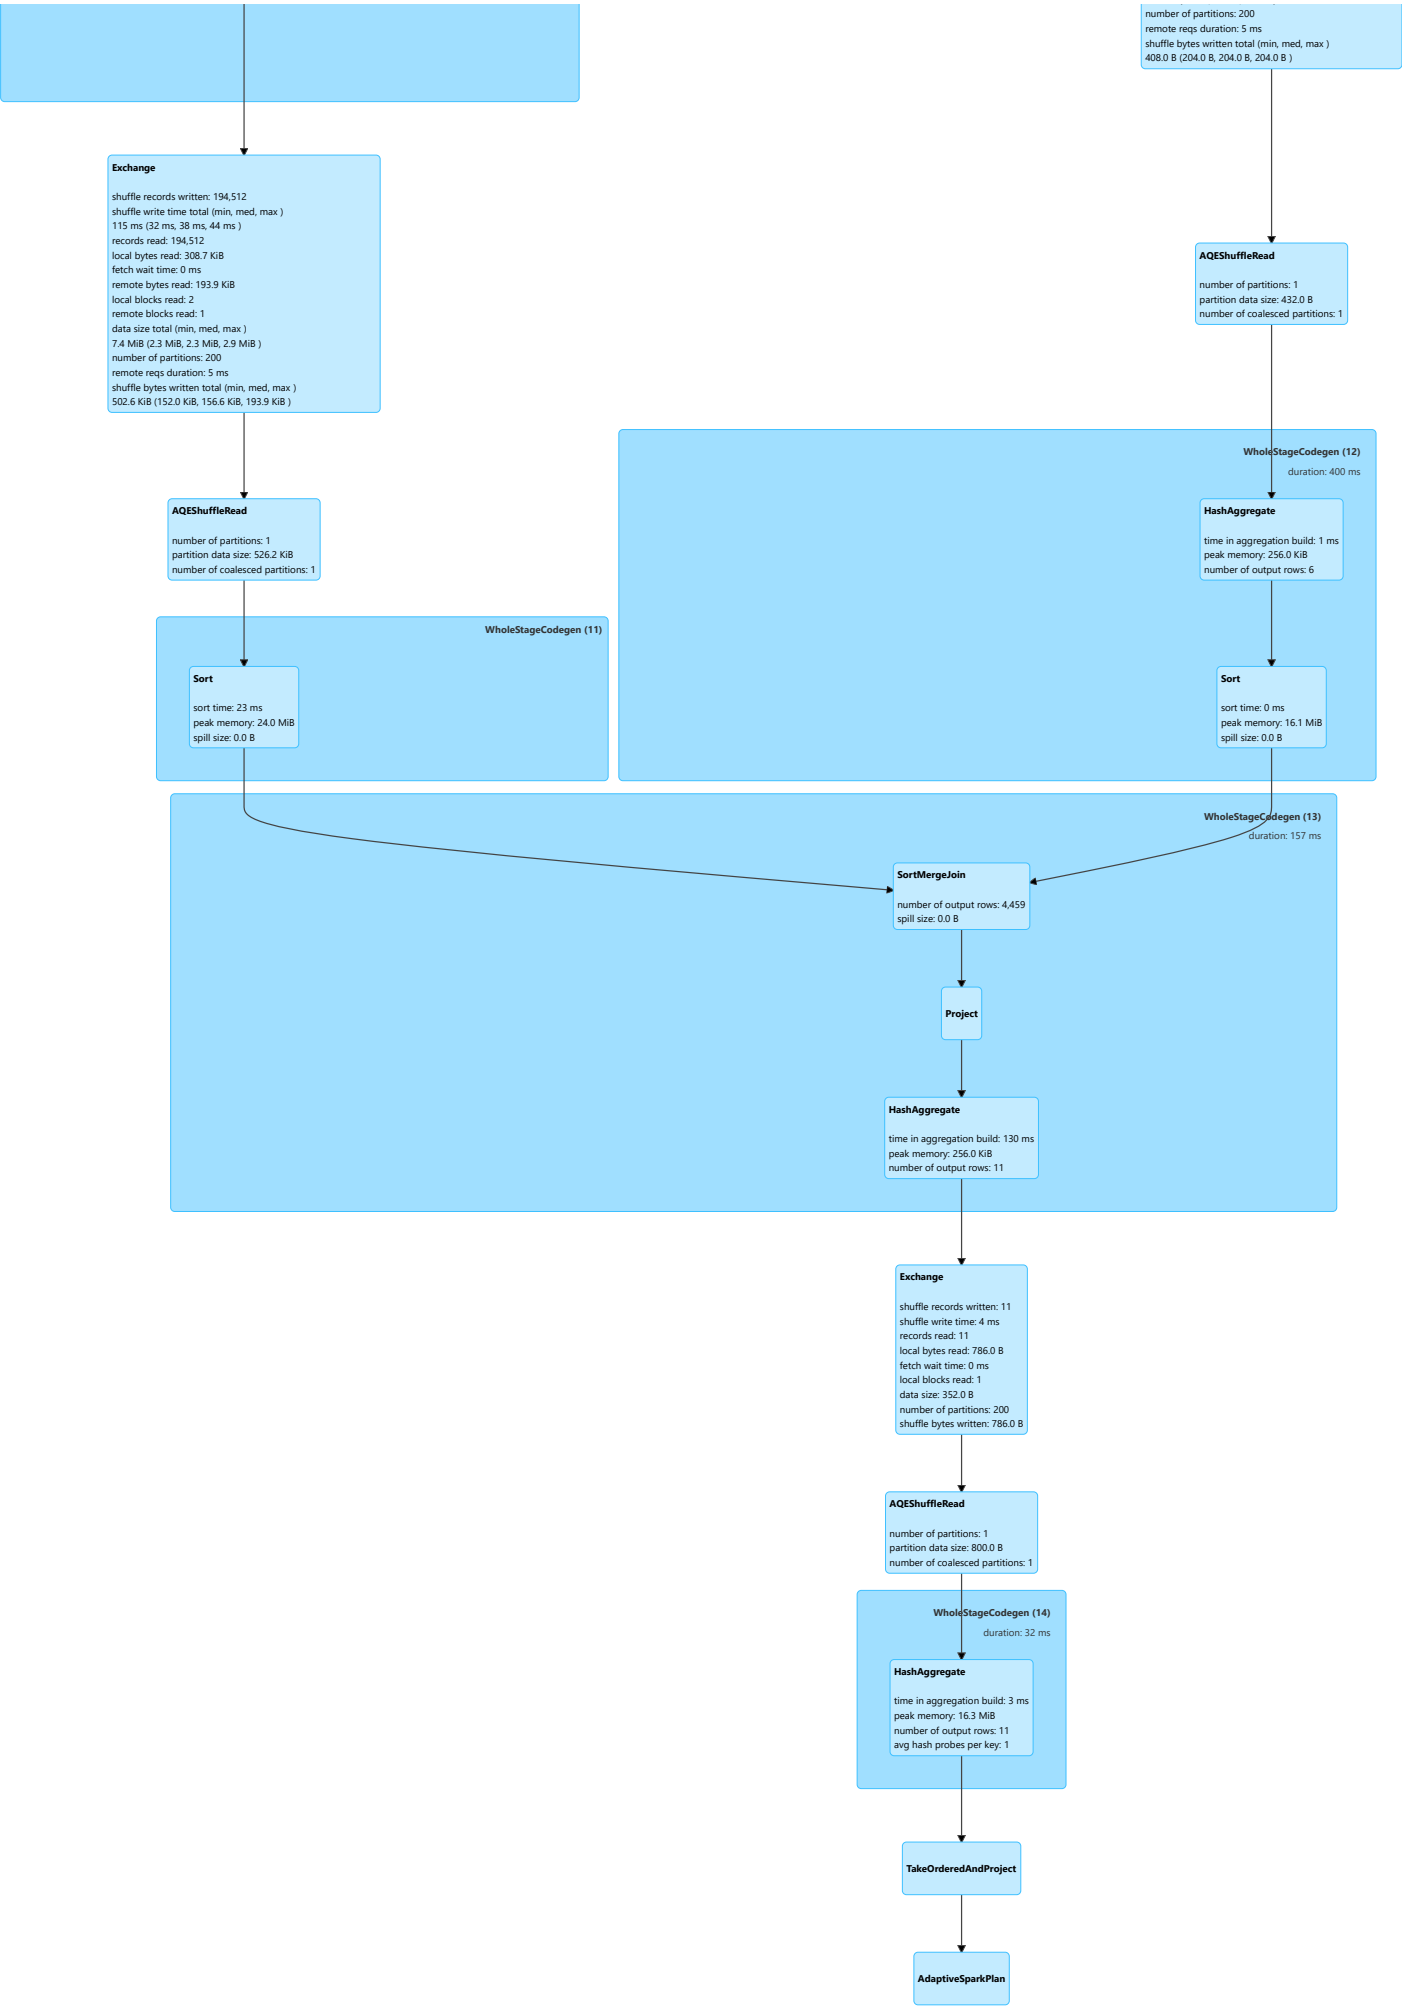 number of partitions: 200
remote reqs duration: 5 ms
shuffle bytes written total (min, med, max )
408.0 B (204.0 B, 204.0 B, 204.0 B )
Exchange
shuffle records written: 194,512
shuffle write time total (min, med, max )
115 ms (32 ms, 38 ms, 44 ms )
records read: 194,512
local bytes read: 308.7 KiB
fetch wait time: 0 ms
remote bytes read: 193.9 KiB
local blocks read: 2
remote blocks read: 1
data size total (min, med, max )
7.4 MiB (2.3 MiB, 2.3 MiB, 2.9 MiB )
number of partitions: 200
remote reqs duration: 5 ms
shuffle bytes written total (min, med, max )
502.6 KiB (152.0 KiB, 156.6 KiB, 193.9 KiB )
AQEShuffleRead
number of partitions: 1
partition data size: 432.0 B
number of coalesced partitions: 1
AQEShuffleRead
number of partitions: 1
partition data size: 526.2 KiB
number of coalesced partitions: 1
WholeStageCodegen (12)
duration: 400 ms
HashAggregate
time in aggregation build: 1 ms
peak memory: 256.0 KiB
number of output rows: 6
WholeStageCodegen (11)
Sort
sort time: 23 ms
peak memory: 24.0 MiB
spill size: 0.0 B
Sort
sort time: 0 ms
peak memory: 16.1 MiB
spill size: 0.0 B
WholeStageCodegen (13)
duration: 157 ms
SortMergeJoin
number of output rows: 4,459
spill size: 0.0 B
Project
HashAggregate
time in aggregation build: 130 ms
peak memory: 256.0 KiB
number of output rows: 11
Exchange
shuffle records written: 11
shuffle write time: 4 ms
records read: 11
local bytes read: 786.0 B
fetch wait time: 0 ms
local blocks read: 1
data size: 352.0 B
number of partitions: 200
shuffle bytes written: 786.0 B
AQEShuffleRead
number of partitions: 1
partition data size: 800.0 B
number of coalesced partitions: 1
WholeStageCodegen (14)
duration: 32 ms
HashAggregate
time in aggregation build: 3 ms
peak memory: 16.3 MiB
number of output rows: 11
avg hash probes per key: 1
TakeOrderedAndProject
AdaptiveSparkPlan